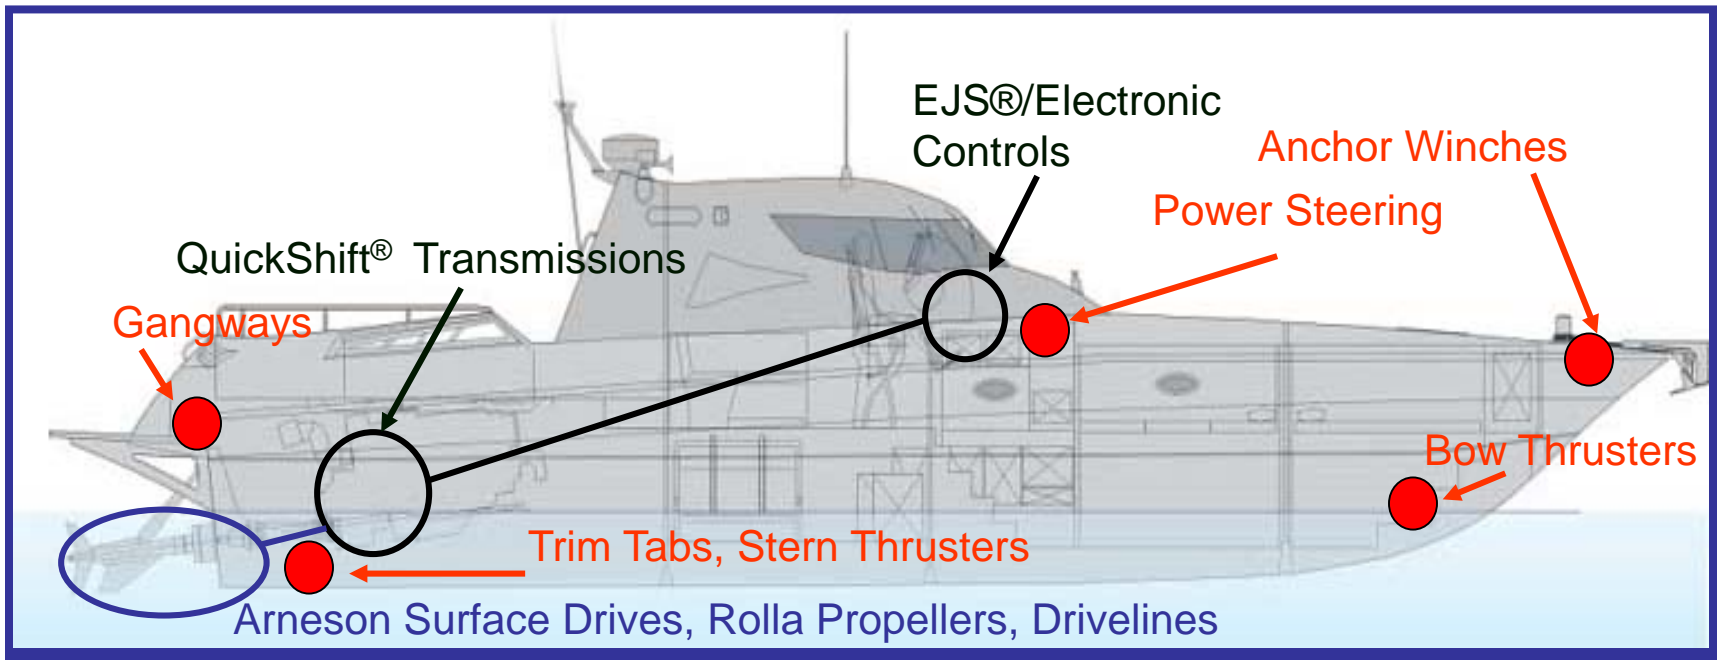 EJS®/Electronic
Controls
Anchor Winches
Power Steering
QuickShift® Transmissions
Gangways
Bow Thrusters
Trim Tabs, Stern Thrusters
Arneson Surface Drives, Rolla Propellers, Drivelines